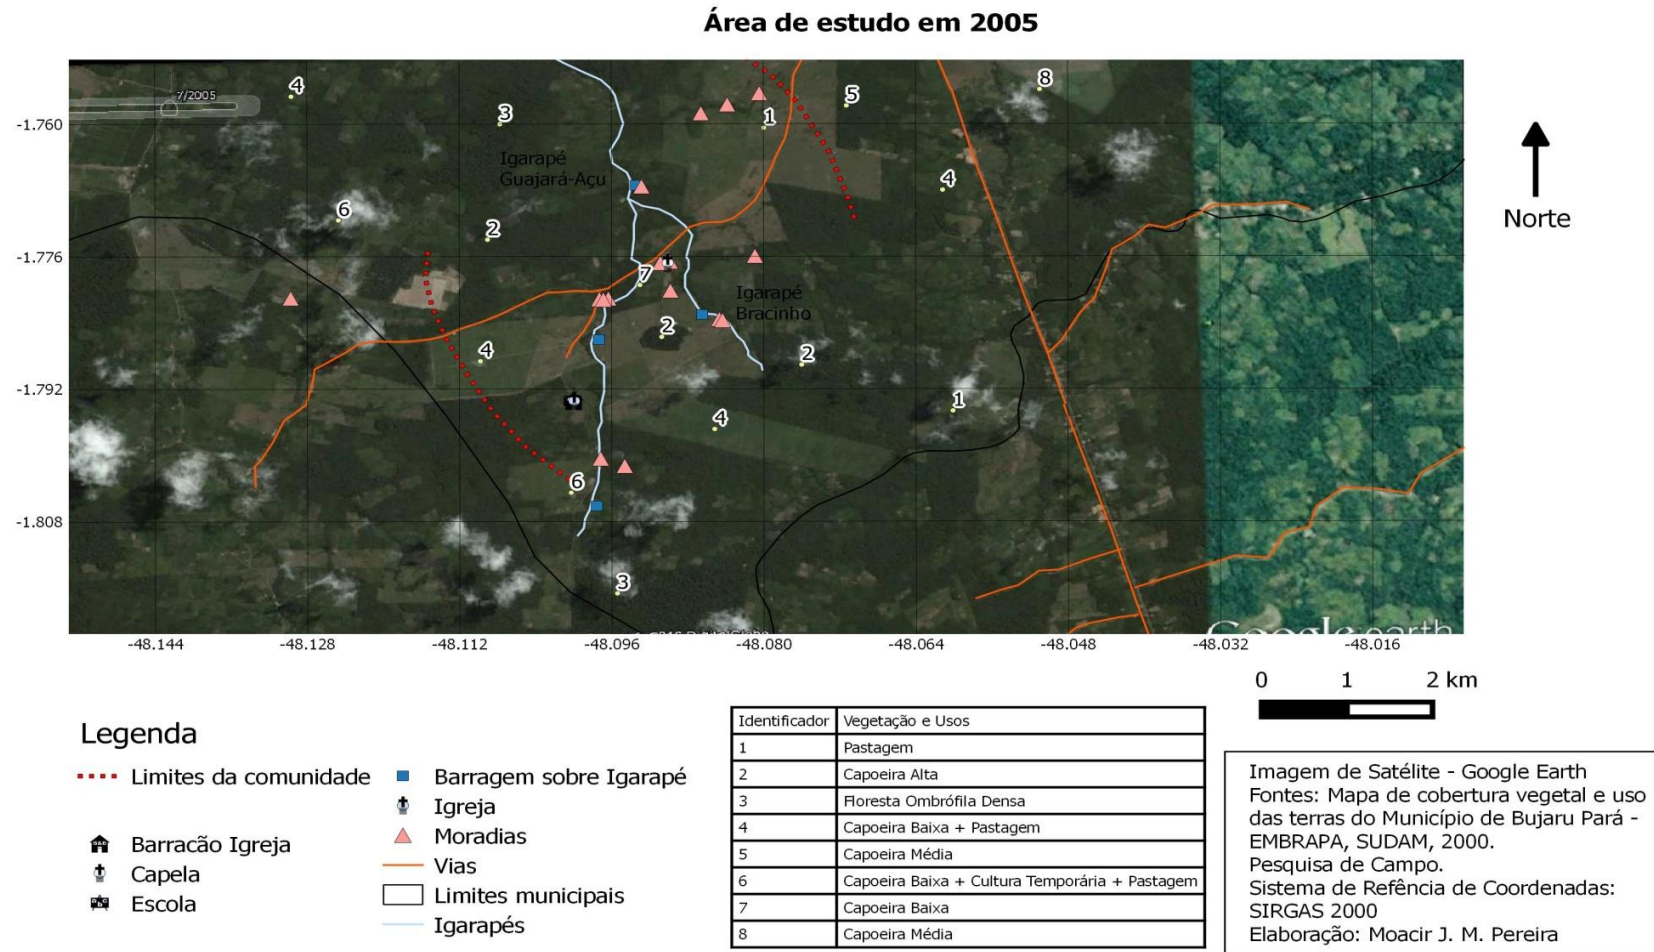 Área de estudo em 2005
7/2005
4
3
1
5
8
4
6
2
7
2
4
2
1
4
6
3
Igarapé
Guajará-Açu
Igarapé
Bracinho
Google earth
-1.760
-1.776
-1.792
-1.808
-48.144
-48.128
-48.112
-48.096
-48.080
-48.064
-48.048
-48.032
-48.016
Norte
0 1 2 km
Legenda
Limites da comunidade
Barracão Igreja
Capela
Escola
Barragem sobre Igarapé
Igreja
Moradias
Vias
Limites municipais
Igarapés
Identificador Vegetação e Usos
1 Pastagem
2 Capoeira Alta
3 Floresta Ombrófila Densa
4 Capoeira Baixa + Pastagem
5 Capoeira Média
6 Capoeira Baixa + Cultura Temporária + Pastagem
7 Capoeira Baixa
8 Capoeira Média
Imagem de Satélite - Google Earth
Fontes: Mapa de cobertura vegetal e uso
das terras do Município de Bujaru Pará -
EMBRAPA, SUDAM, 2000.
Pesquisa de Campo.
Sistema de Refência de Coordenadas:
SIRGAS 2000
Elaboração: Moacir J. M. Pereira